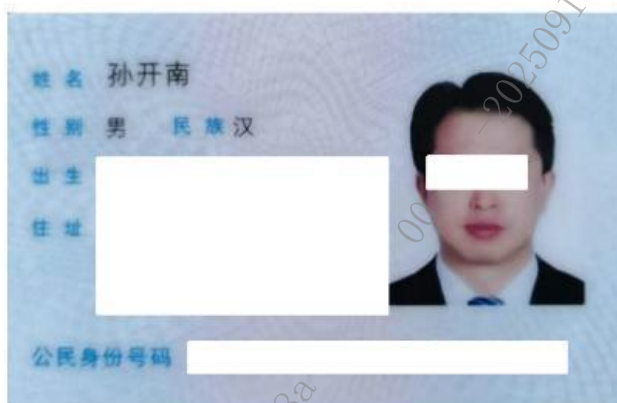 姓名 孙开南
性别 男 民族 汉
出生
住址
公民身份号码